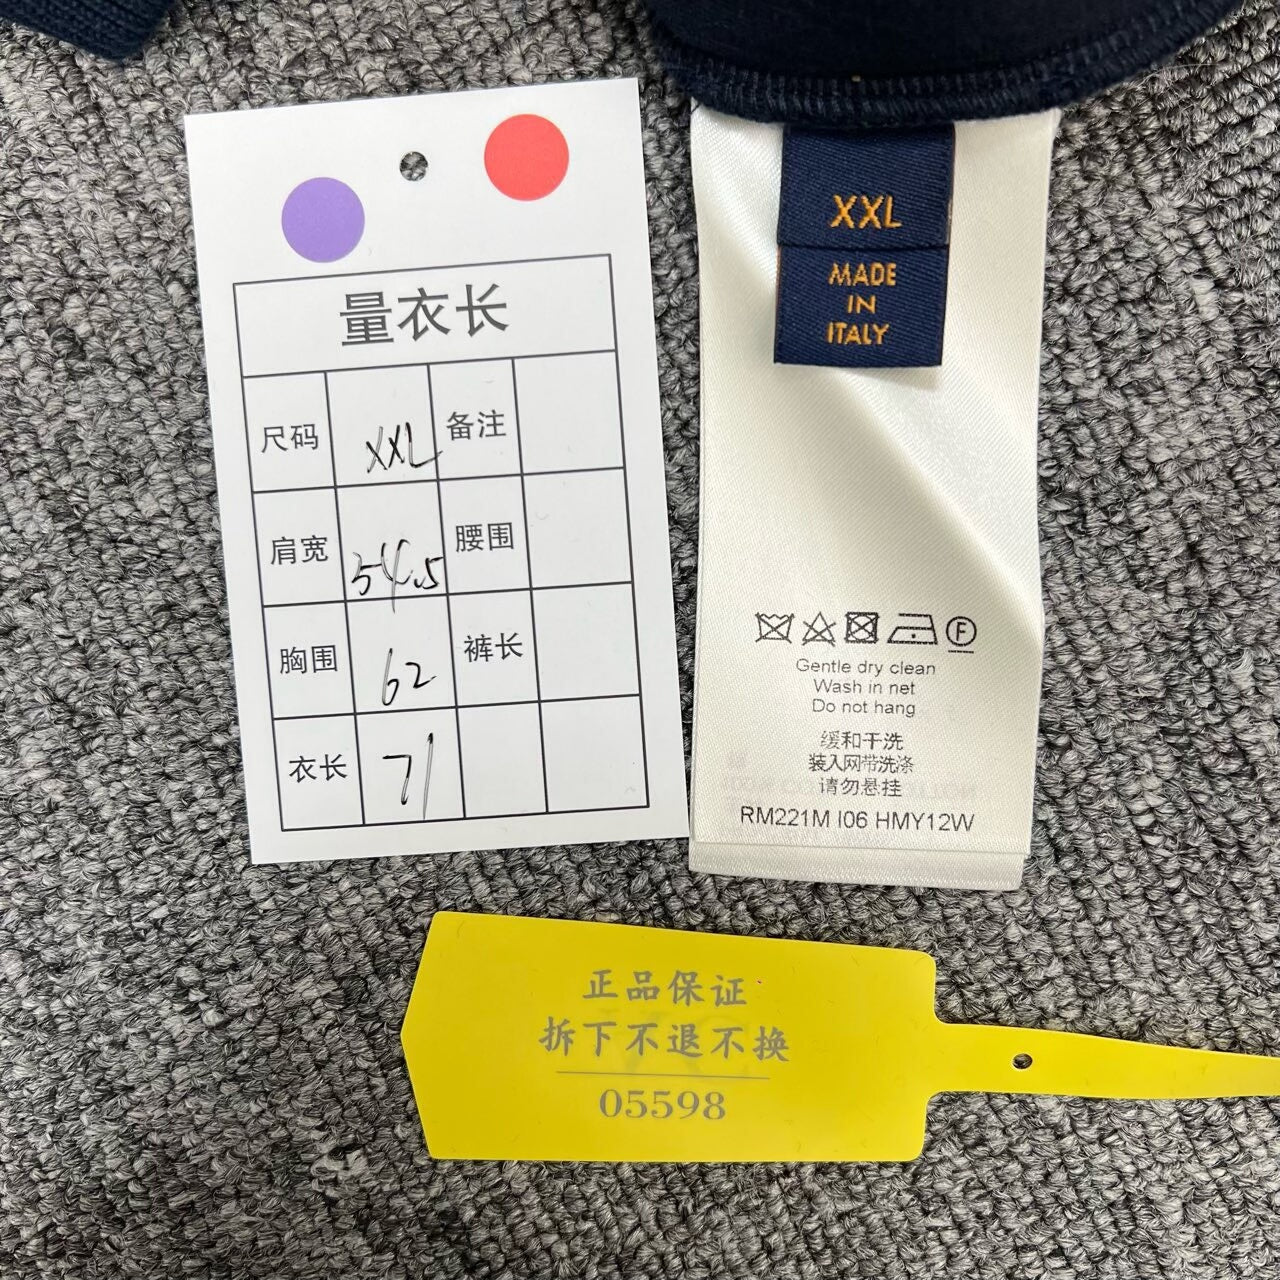 量衣长
尺码 XXL 备注
肩宽 54.5 腰围
胸围 62 裤长
衣长 71
XXL
MADE
IN
ITALY
F
Gentle dry clean
Wash in net
Do not hang
缓和干洗
装入网带洗涤
请勿悬挂
RM221M I06 HMY12W
正品保证
拆下不退不换
05598